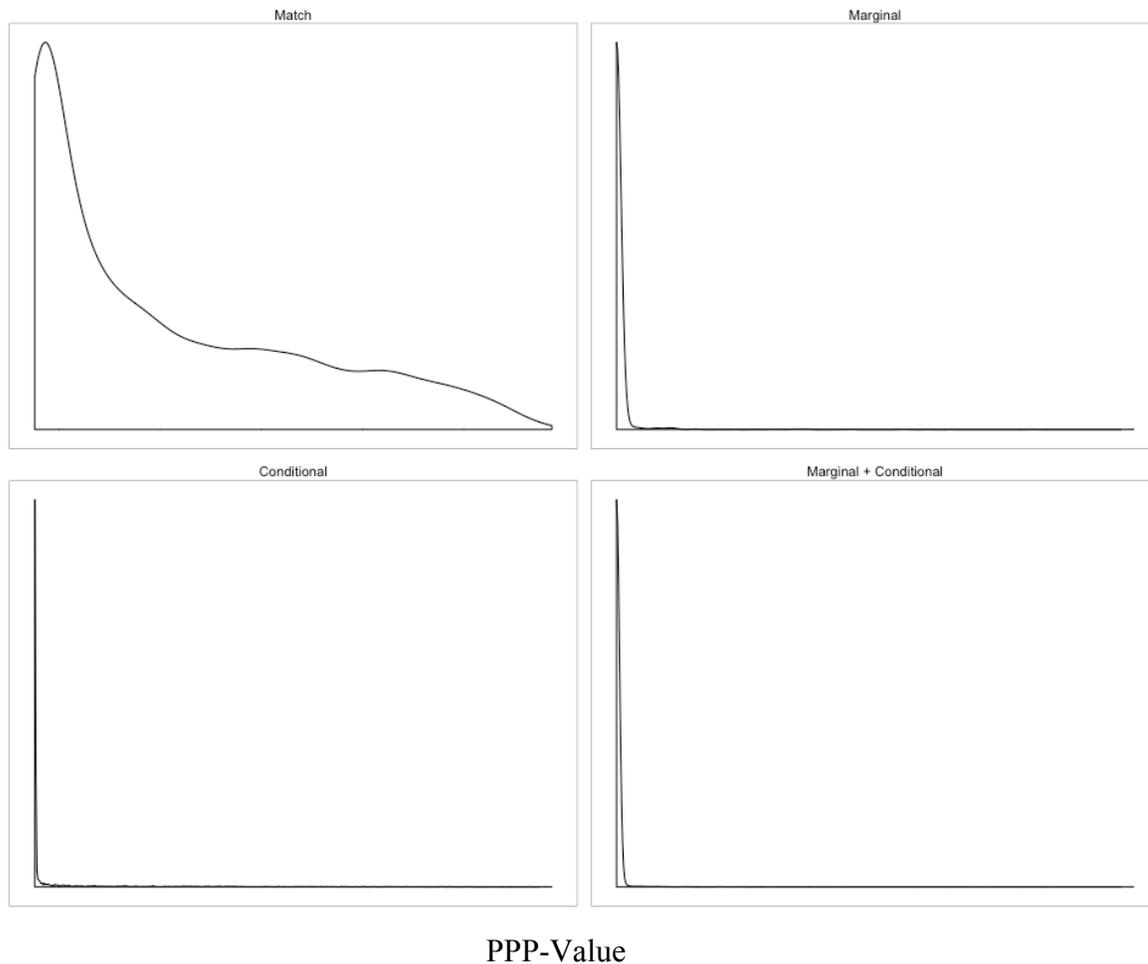 Match
Marginal
Conditional
Marginal + Conditional
PPP-Value